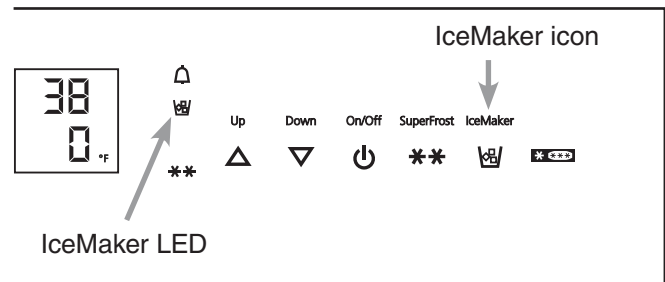 IceMaker icon
38
0 °F
Up Down On/Off SuperFrost IceMaker
IceMaker LED